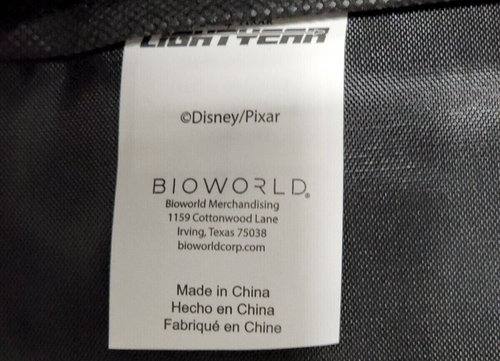 LIGHTYEAR
©Disney/Pixar
BIOWORLD®
Bioworld Merchandising
1159 Cottonwood Lane
Irving, Texas 75038
bioworldcorp.com
Made in China
Hecho en China
Fabriqué en Chine